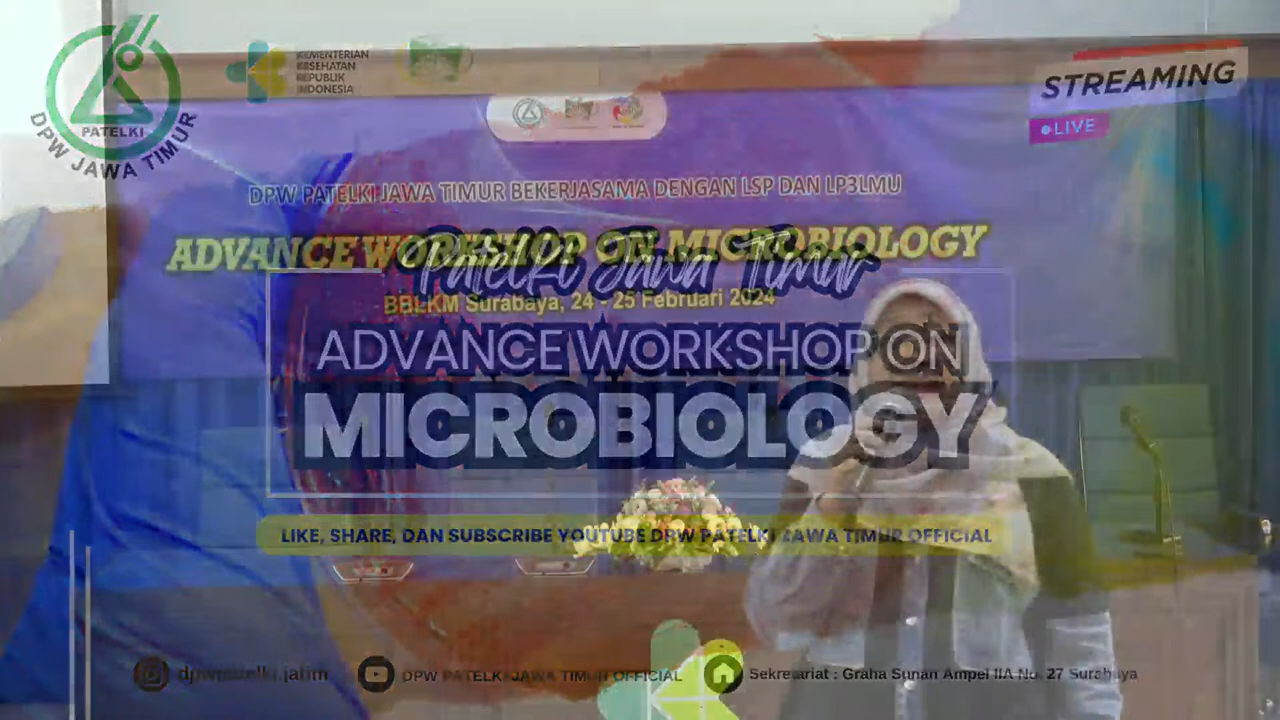 PATELKI
DPW JAWA TIMUR
KEMENTERIAN
KESEHATAN
REPUBLIK
INDONESIA
STREAMING
LIVE
DPW PATELKI JAWA TIMUR BEKERJASAMA DENGAN LSP DAN LP3LMU
ADVANCE WORKSHOP ON MICROBIOLOGY
Patelki Jawa Timur
BBLKM Surabaya, 24 - 25 Februari 2024
ADVANCE WORKSHOP ON
MICROBIOLOGY
LIKE, SHARE, DAN SUBSCRIBE YOUTUBE DPW PATELKI JAWA TIMUR OFFICIAL
dpwpatelki.jatim
DPW PATELKI JAWA TIMUR OFFICIAL
Sekretariat : Graha Sunan Ampel IIA No. 27 Surabaya